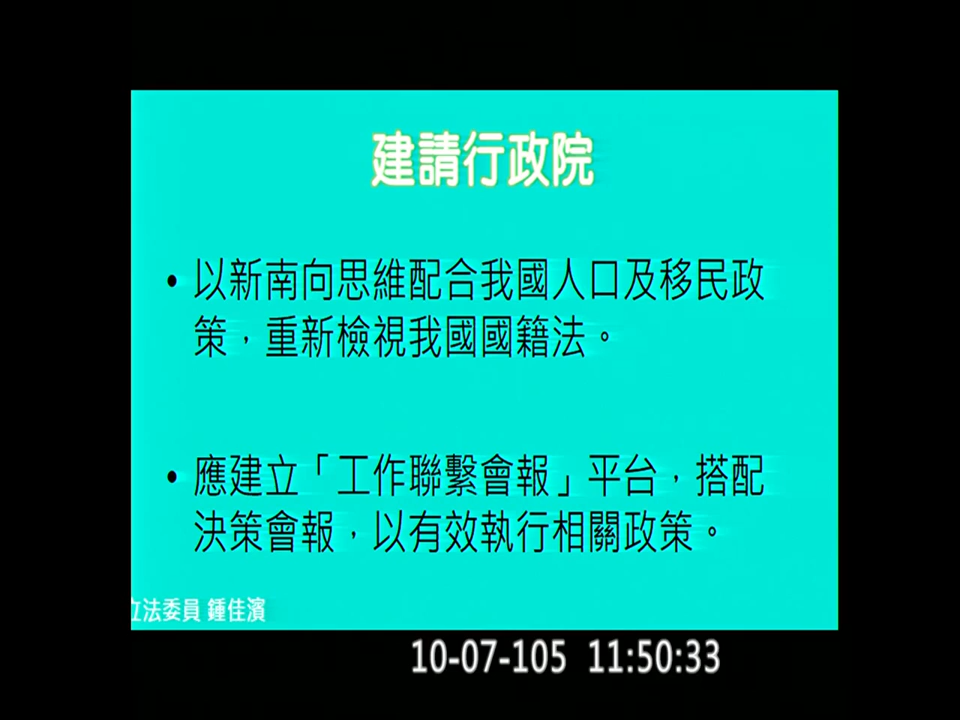 建請行政院
•以新南向思維配合我國人口及移民政
策，重新檢視我國國籍法。
•應建立「工作聯繫會報」平台，搭配
決策會報，以有效執行相關政策。
立法委員 鍾佳濱
10-07-105 11:50:33